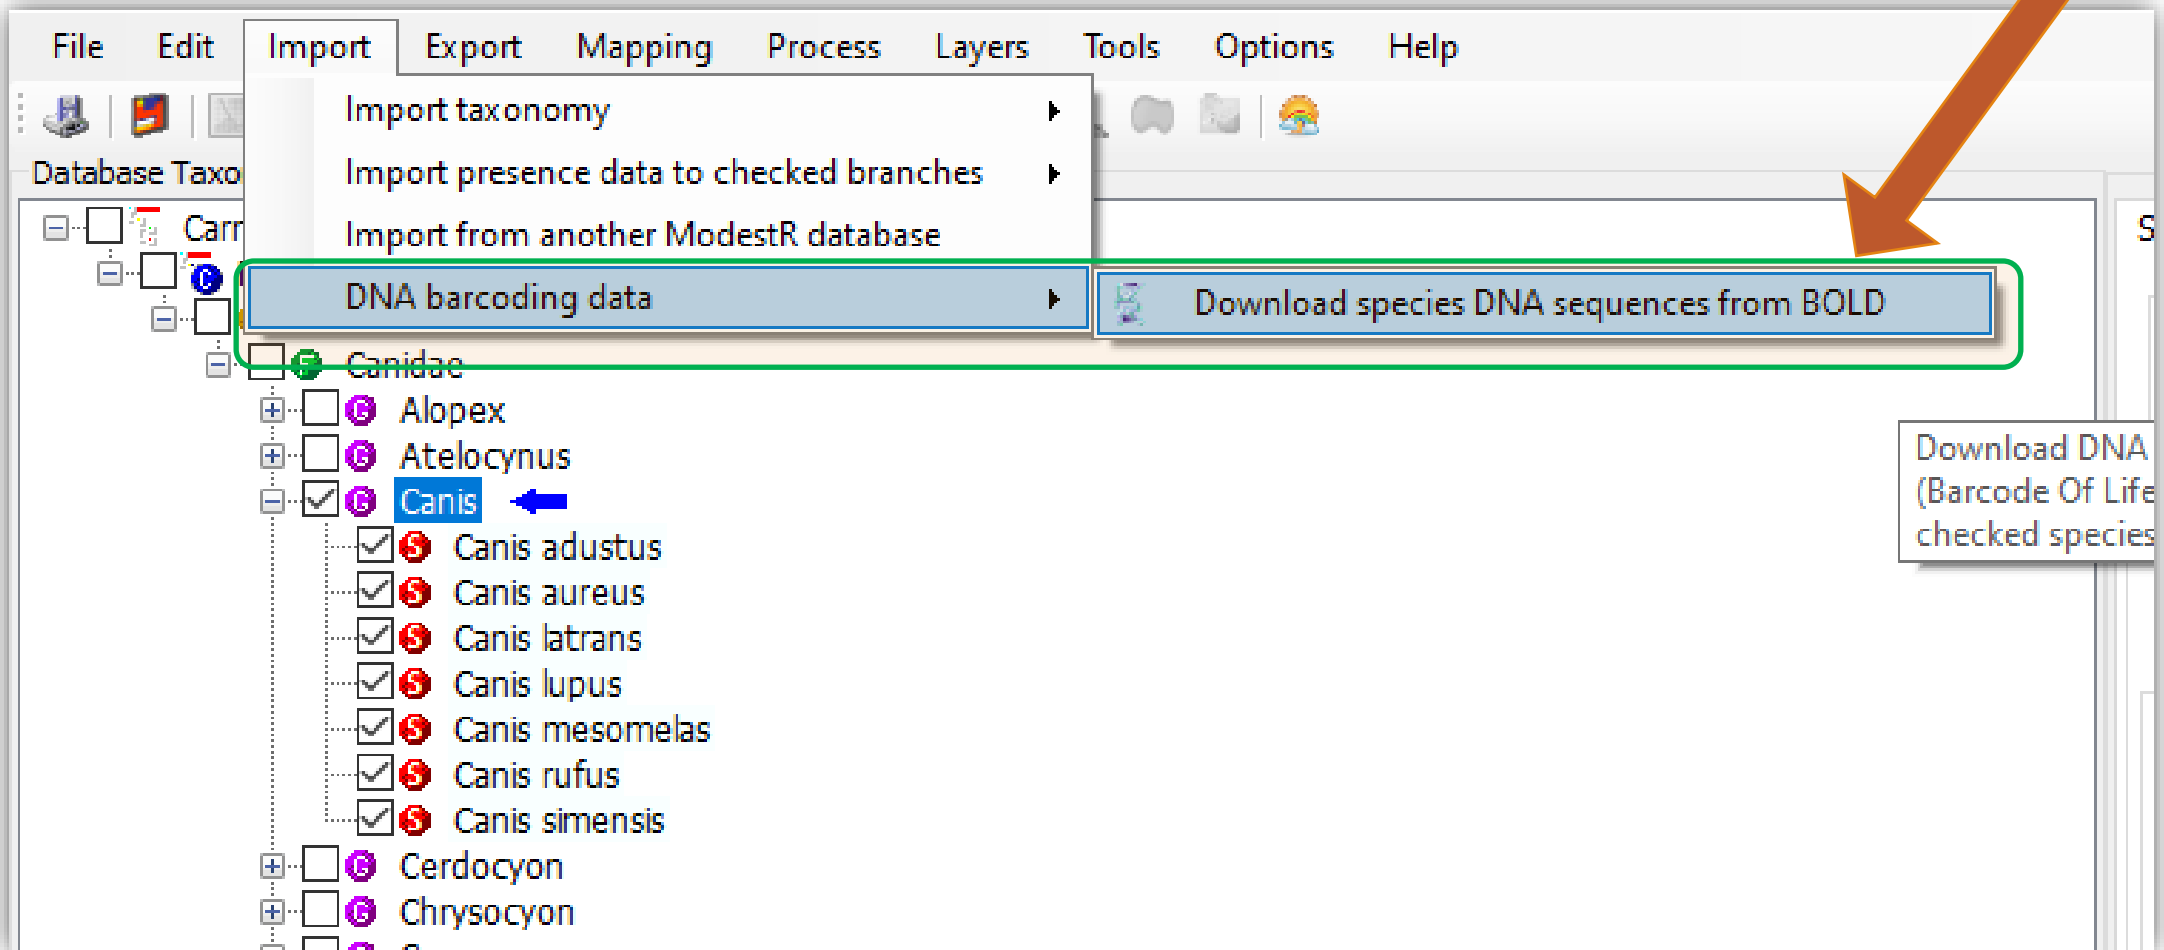 File Edit Import Export Mapping Process Layers Tools Options Help
Import taxonomy
Import presence data to checked branches
Import from another ModestR database
DNA barcoding data
Download species DNA sequences from BOLD
Database Taxo
Carr
Canidae
Alopex
Atelocynus
Canis
Canis adustus
Canis aureus
Canis latrans
Canis lupus
Canis mesomelas
Canis rufus
Canis simensis
Cerdocyon
Chrysocyon
Download DNA
(Barcode Of Life
checked species